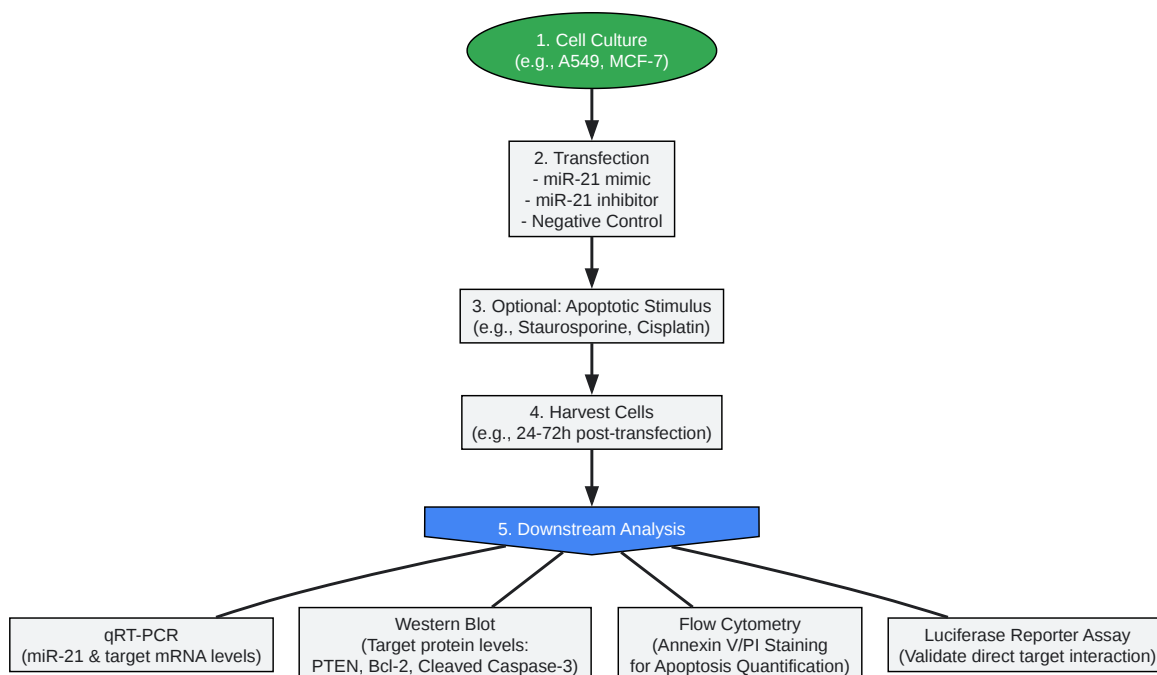 1. Cell Culture
(e.g., A549, MCF-7)
2. Transfection
- miR-21 mimic
- miR-21 inhibitor
- Negative Control
3. Optional: Apoptotic Stimulus
(e.g., Staurosporine, Cisplatin)
4. Harvest Cells
(e.g., 24-72h post-transfection)
5. Downstream Analysis
qRT-PCR
(miR-21 & target mRNA levels)
Western Blot
(Target protein levels:
PTEN, Bcl-2, Cleaved Caspase-3)
Flow Cytometry
(Annexin V/PI Staining
for Apoptosis Quantification)
Luciferase Reporter Assay
(Validate direct target interaction)